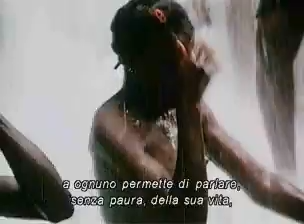 a ognuno permette di parlare,
senza paura, della sua vita,